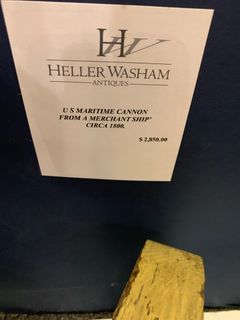 HW
HELLER WASHAM
ANTIQUES
U S MARITIME CANNON
FROM A MERCHANT SHIP'
CIRCA 1800.
$ 2,850.00